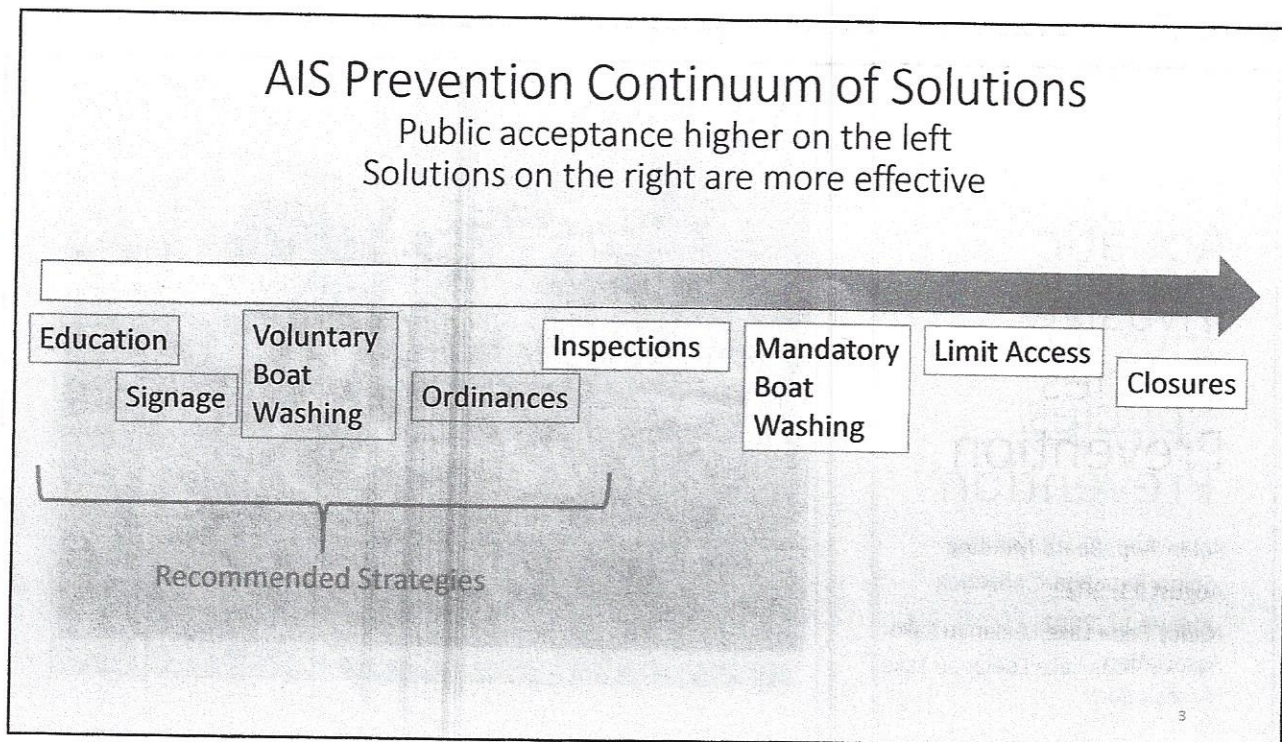 AIS Prevention Continuum of Solutions
Public acceptance higher on the left
Solutions on the right are more effective
Education
Signage
Voluntary
Boat
Washing
Ordinances
Inspections
Mandatory
Boat
Washing
Limit Access
Closures
Recommended Strategies
Prevention
3